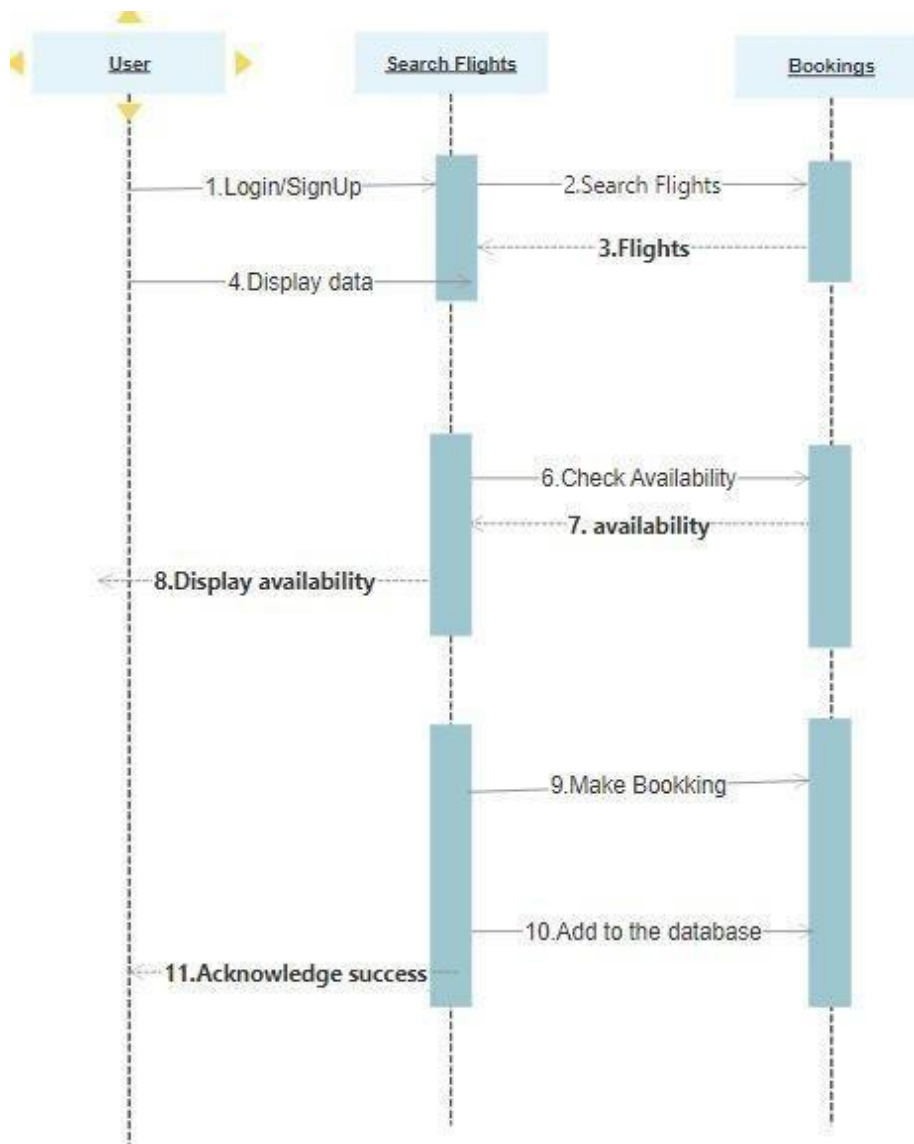 User
Search Flights
Bookings
1.Login/SignUp
2.Search Flights
3.Flights
4.Display data
6.Check Availability
7. availability
8.Display availability
9.Make Bookking
10.Add to the database
11.Acknowledge success